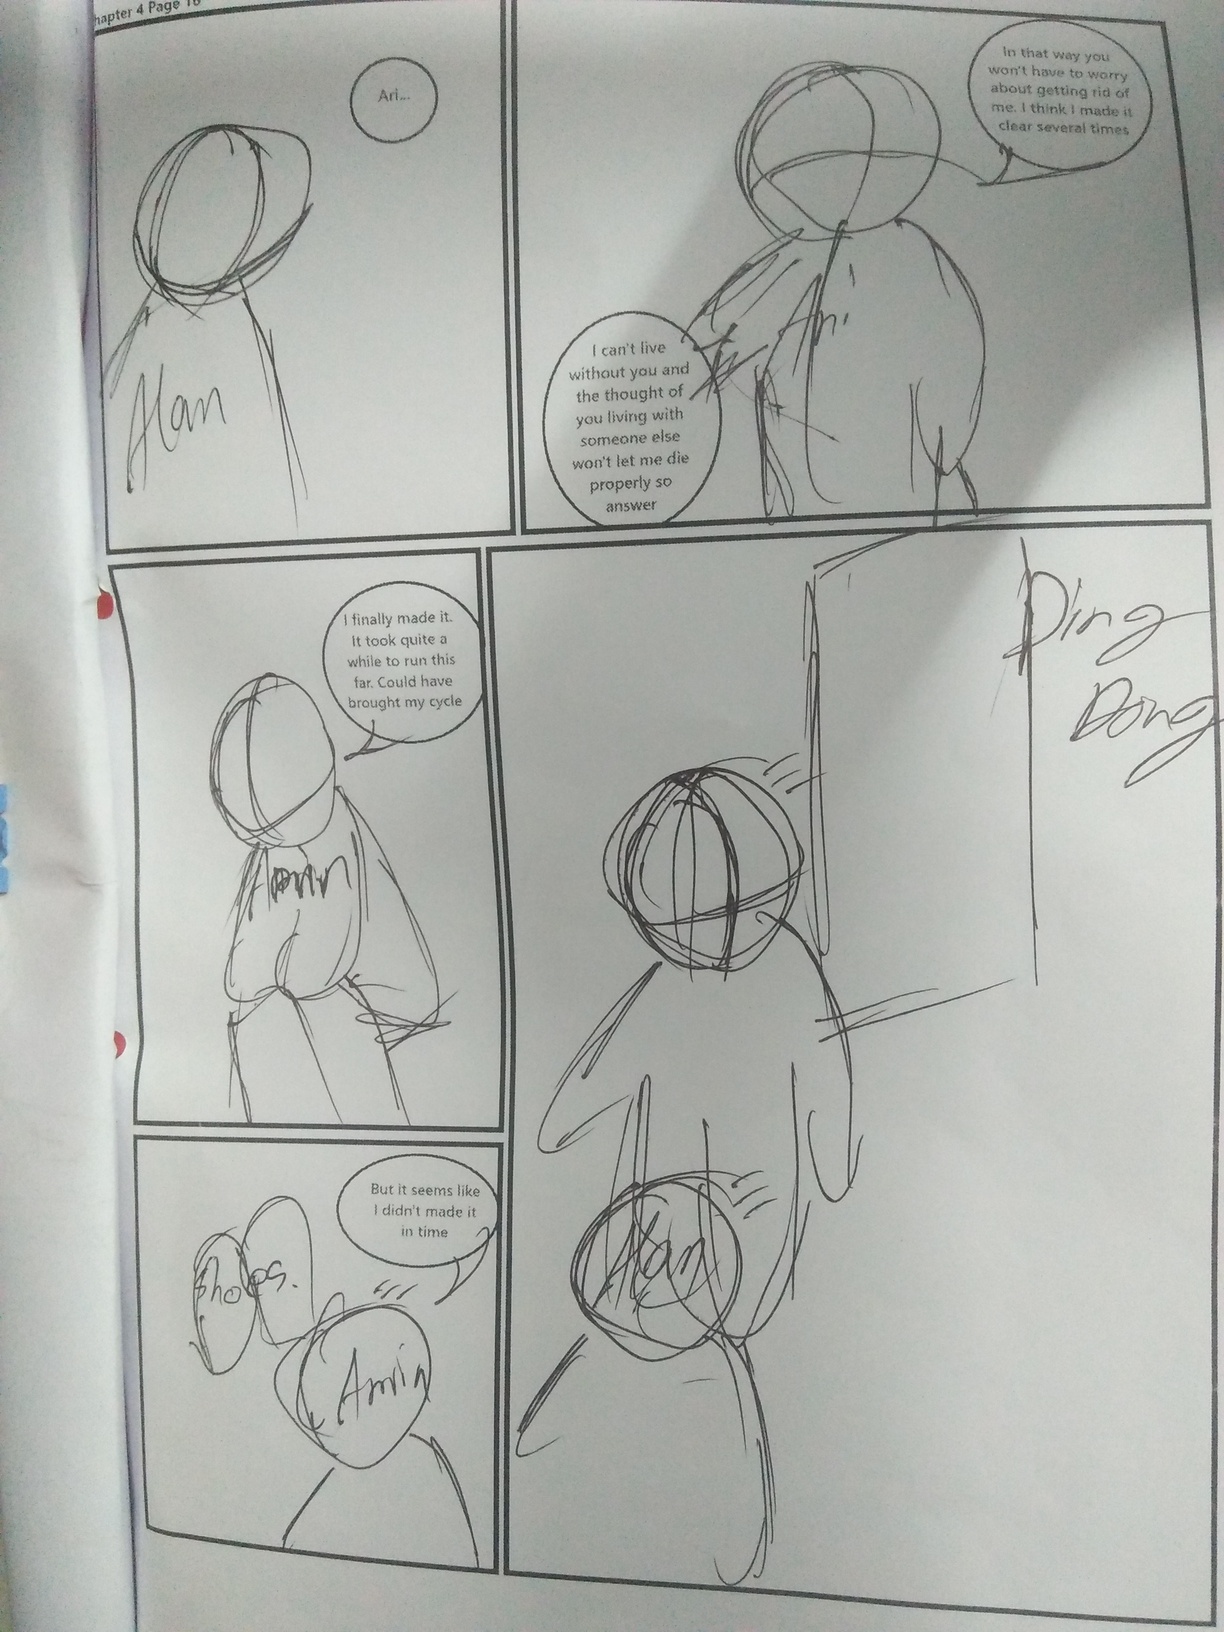 hapter 4 Page 16
Ari...
Alan
In that way you
won't have to worry
about getting rid of
me. I think I made it
clear several times
Ari
I can't live
without you and
the thought of
you living with
someone else
won't let me die
properly so
answer
I finally made it.
It took quite a
while to run this
far. Could have
brought my cycle
Ding
Dong
Alan
But it seems like
I didn't made it
in time
Shoes.
Amin